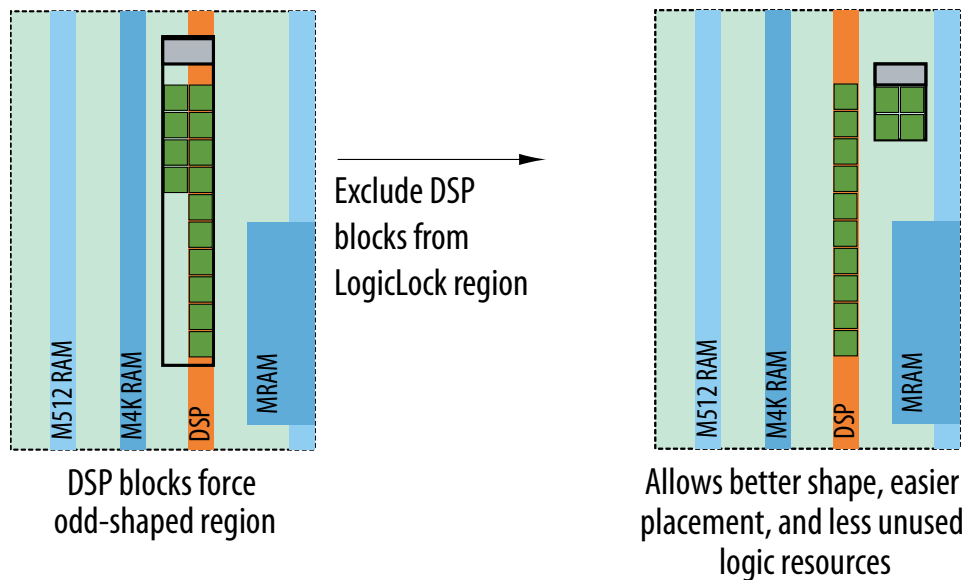 M512 RAM
M4K RAM
DSP
MRAM
DSP blocks force
odd-shaped region
Exclude DSP
blocks from
LogicLock region
M512 RAM
M4K RAM
DSP
MRAM
Allows better shape, easier
placement, and less unused
logic resources